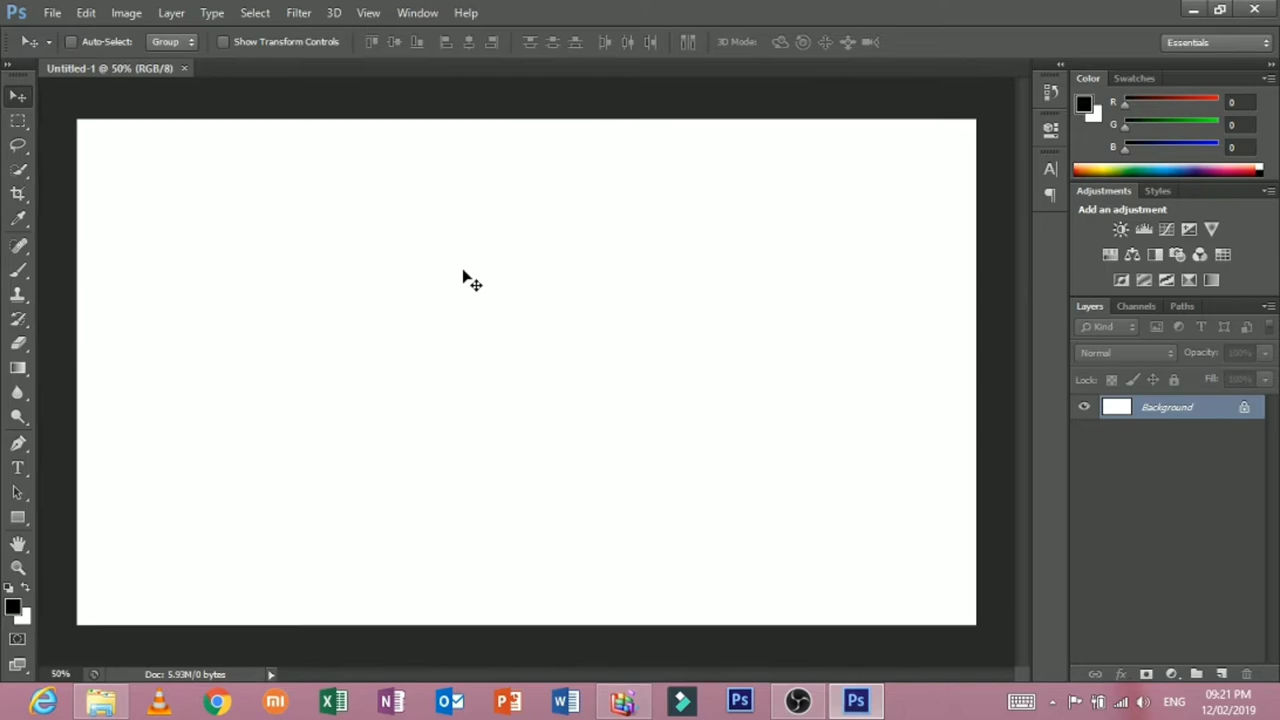 Ps File Edit Image Layer Type Select Filter 3D View Window Help
Auto-Select: Group Show Transform Controls 3D Mode: Essentials
Untitled-1 @ 50% (RGB/8) ×
Color Swatches
R 0
G 0
B 0
Adjustments Styles
Add an adjustment
Layers Channels Paths
Kind
Normal Opacity: 100%
Lock: Fill: 100%
Background
50% Doc: 5.93M/0 bytes
ENG 09:21 PM
12/02/2019